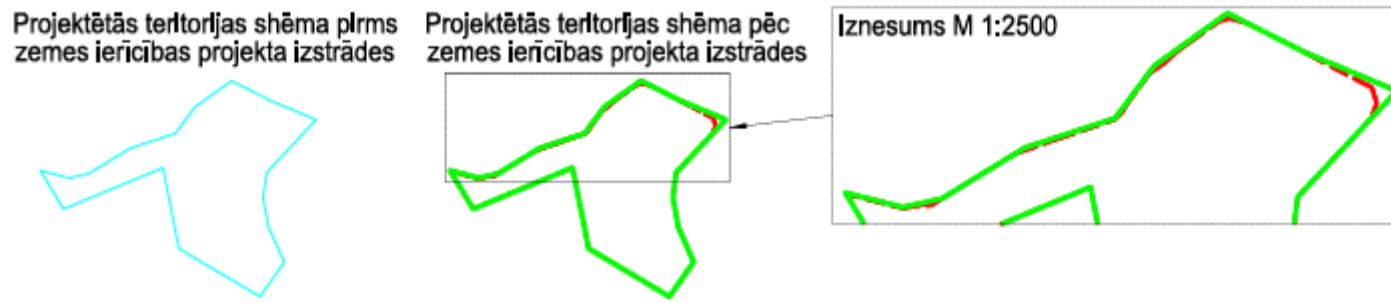 Projektētās teritorijas shēma pirms
zemes ierīcības projekta izstrādes
Projektētās teritorijas shēma pēc
zemes ierīcības projekta izstrādes
Iznesums M 1:2500